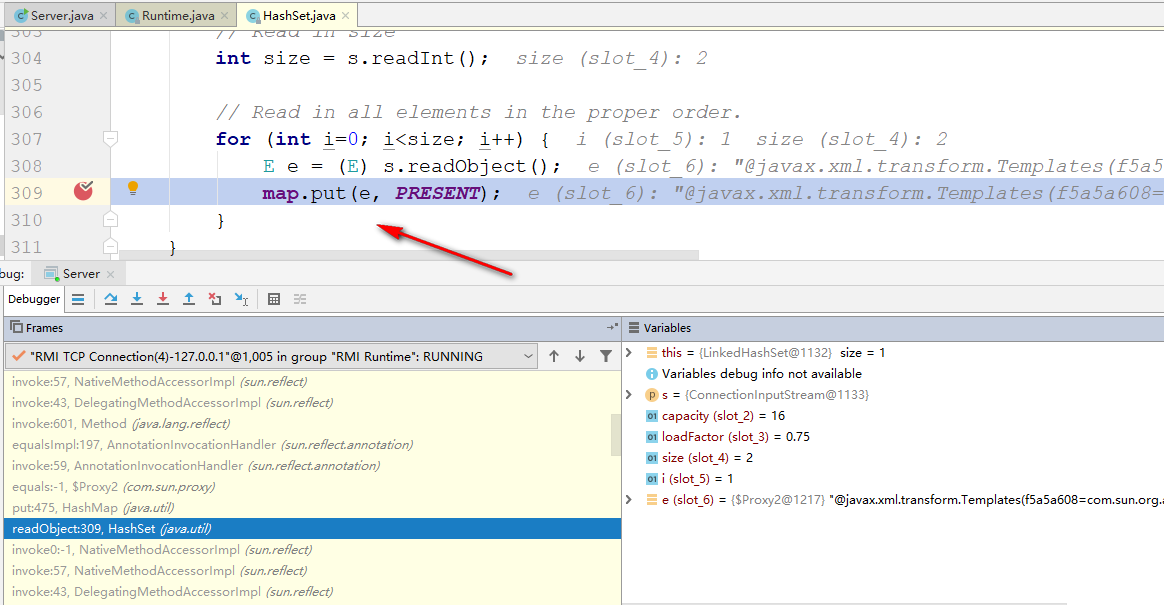 Server.java × Runtime.java × HashSet.java ×
303 // Read in size
304 int size = s.readInt(); size (slot_4): 2
305
306 // Read in all elements in the proper order.
307 for (int i=0; i<size; i++) { i (slot_5): 1 size (slot_4): 2
308 E e = (E) s.readObject(); e (slot_6): "@javax.xml.transform.Templates(f5a5
309 map.put(e, PRESENT); e (slot_6): "@javax.xml.transform.Templates(f5a5a608=
310 }
311 }
bug: Server ×
Debugger
Frames
"RMI TCP Connection(4)-127.0.0.1"@1,005 in group "RMI Runtime": RUNNING
invoke:57, NativeMethodAccessorImpl (sun.reflect)
invoke:43, DelegatingMethodAccessorImpl (sun.reflect)
invoke:601, Method (java.lang.reflect)
equalsImpl:197, AnnotationInvocationHandler (sun.reflect.annotation)
invoke:59, AnnotationInvocationHandler (sun.reflect.annotation)
equals:-1, $Proxy2 (com.sun.proxy)
put:475, HashMap (java.util)
readObject:309, HashSet (java.util)
invoke0:-1, NativeMethodAccessorImpl (sun.reflect)
invoke:57, NativeMethodAccessorImpl (sun.reflect)
invoke:43, DelegatingMethodAccessorImpl (sun.reflect)
Variables
this = {LinkedHashSet@1132} size = 1
Variables debug info not available
p s = {ConnectionInputStream@1133}
01 capacity (slot_2) = 16
01 loadFactor (slot_3) = 0.75
01 size (slot_4) = 2
01 i (slot_5) = 1
e (slot_6) = {$Proxy2@1217} "@javax.xml.transform.Templates(f5a5a608=com.sun.org.a